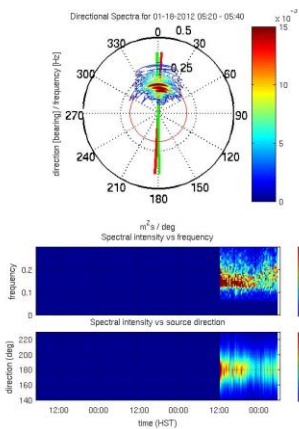 Directional Spectra for 01-18-2012 05:20 - 05:40
x 10⁻³
direction [bearing] / frequency [Hz]
0
0.5
0.25
30
60
90
120
150
180
210
240
270
300
330
15
10
5
0
m²s / deg
Spectral intensity vs frequency
frequency
0.2
0.1
0
Spectral intensity vs source direction
direction (deg)
220
200
180
160
140
12:00 00:00 12:00 00:00 12:00 00:00
time (HST)